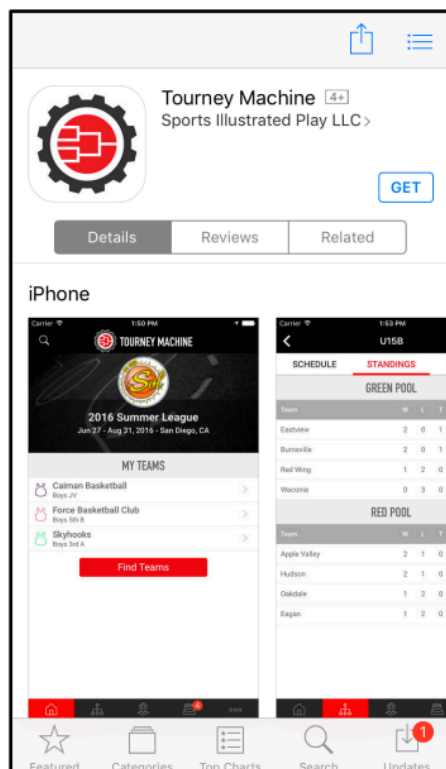 Tourney Machine 4+
Sports Illustrated Play LLC >
GET
Details Reviews Related
iPhone
Carrier 1:50 PM
TOURNEY MACHINE
Sol
2016 Summer League
Jun 27 - Aug 31, 2016 - San Diego, CA
MY TEAMS
Caiman Basketball
Boys JV
Force Basketball Club
Boys 5th B
Skyhooks
Boys 3rd A
Find Teams
4
Carrier 1:53 PM
U15B
SCHEDULE STANDINGS
GREEN POOL
Team W L T
Eastview 2 0 1
Burnsville 2 0 1
Red Wing 1 2 0
Waconia 0 3 0
RED POOL
Team W L T
Apple Valley 2 1 0
Hudson 2 1 0
Oakdale 1 2 0
Eagan 1 2 0
1
Featured Categories Top Charts Search Updates